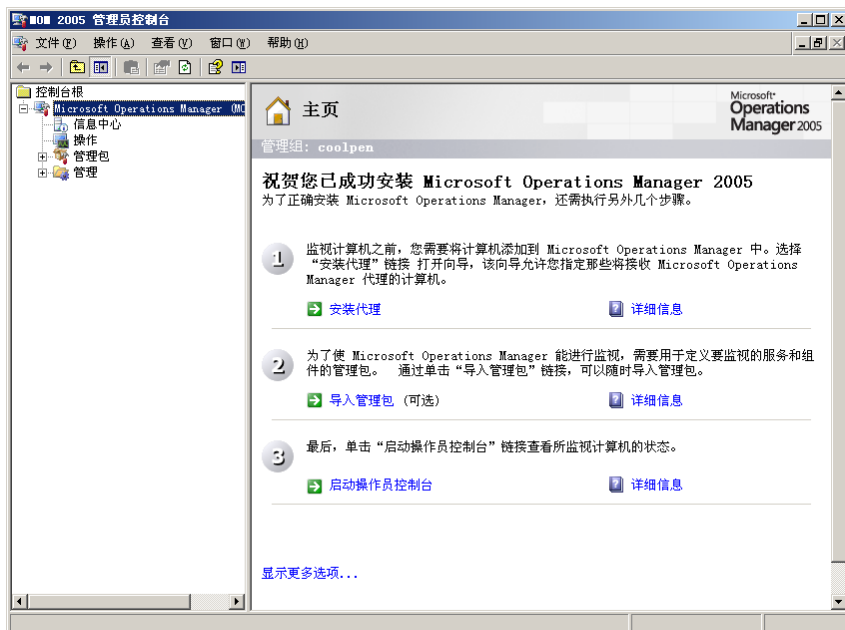 MOM 2005 管理员控制台
文件(F) 操作(A) 查看(V) 窗口(W) 帮助(H)
控制台根
Microsoft Operations Manager (MO
信息中心
操作
管理包
管理
主页
Microsoft
Operations
Manager 2005
管理组: coolpen
祝贺您已成功安装 Microsoft Operations Manager 2005
为了正确安装 Microsoft Operations Manager, 还需执行另外几个步骤。
1
监视计算机之前, 您需要将计算机添加到 Microsoft Operations Manager 中。选择
“安装代理”链接 打开向导, 该向导允许您指定那些将接收 Microsoft Operations
Manager 代理的计算机。
安装代理 详细信息
2
为了使 Microsoft Operations Manager 能进行监视, 需要用于定义要监视的服务和组
件的管理包。 通过单击“导入管理包”链接, 可以随时导入管理包。
导入管理包 (可选) 详细信息
3
最后, 单击“启动操作员控制台”链接查看所监视计算机的状态。
启动操作员控制台 详细信息
显示更多选项...